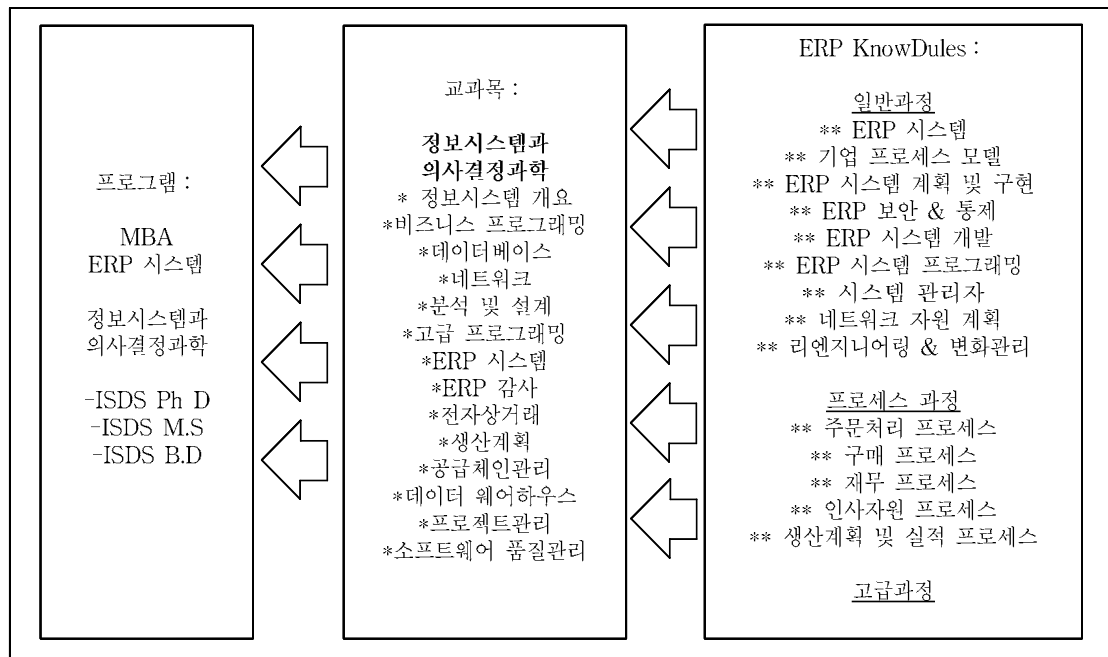 프로그램 :
MBA
ERP 시스템
정보시스템과
의사결정과학
-ISDS Ph D
-ISDS M.S
-ISDS B.D
교과목 :
정보시스템과
의사결정과학
* 정보시스템 개요
*비즈니스 프로그래밍
*데이터베이스
*네트워크
*분석 및 설계
*고급 프로그래밍
*ERP 시스템
*ERP 감사
*전자상거래
*생산계획
*공급체인관리
*데이터 웨어하우스
*프로젝트관리
*소프트웨어 품질관리
ERP KnowDules :
일반과정
** ERP 시스템
** 기업 프로세스 모델
** ERP 시스템 계획 및 구현
** ERP 보안 & 통제
** ERP 시스템 개발
** ERP 시스템 프로그래밍
** 시스템 관리자
** 네트워크 자원 계획
** 리엔지니어링 & 변화관리
프로세스 과정
** 주문처리 프로세스
** 구매 프로세스
** 재무 프로세스
** 인사자원 프로세스
** 생산계획 및 실적 프로세스
고급과정